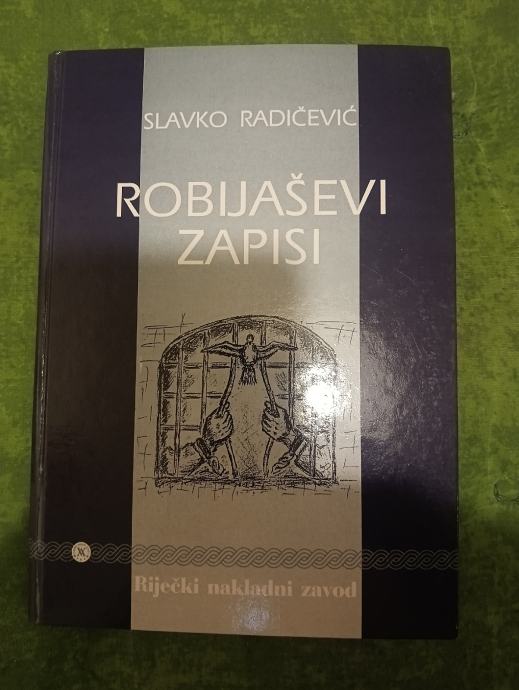 SLAVKO RADIČEVIĆ
ROBIJAŠEVI
ZAPISI
Riječki nakladni zavod